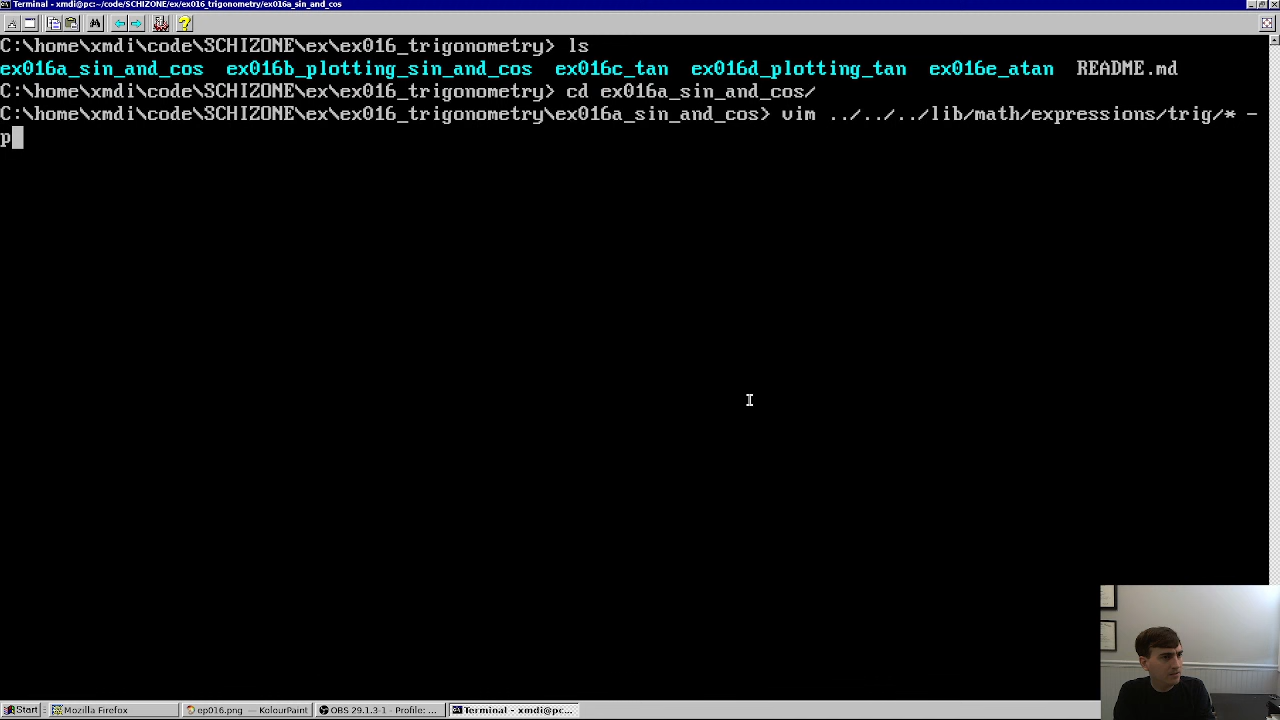 Terminal - xmdi@pc:~/code/SCHIZONE/ex/ex016_trigonometry/ex016a_sin_and_cos
C:\home\xmdi\code\SCHIZONE\ex\ex016_trigonometry> ls
ex016a_sin_and_cos ex016b_plotting_sin_and_cos ex016c_tan ex016d_plotting_tan ex016e_atan README.md
C:\home\xmdi\code\SCHIZONE\ex\ex016_trigonometry> cd ex016a_sin_and_cos/
C:\home\xmdi\code\SCHIZONE\ex\ex016_trigonometry\ex016a_sin_and_cos> vim ../../../lib/math/expressions/trig/* -
p
Start Mozilla Firefox ep016.png — KolourPaint OBS 29.1.3-1 - Profile: ... Terminal - xmdi@pc:...